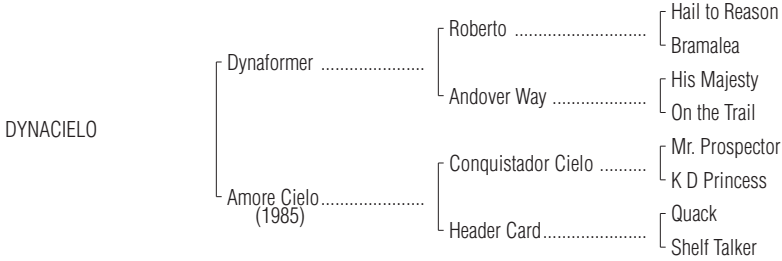 Hail to Reason
Roberto ............................
Bramalea
Dynaformer ......................
His Majesty
Andover Way ....................
On the Trail
DYNACIELO
Mr. Prospector
Conquistador Cielo ..........
K D Princess
Amore Cielo......................
(1985)
Quack
Header Card......................
Shelf Talker